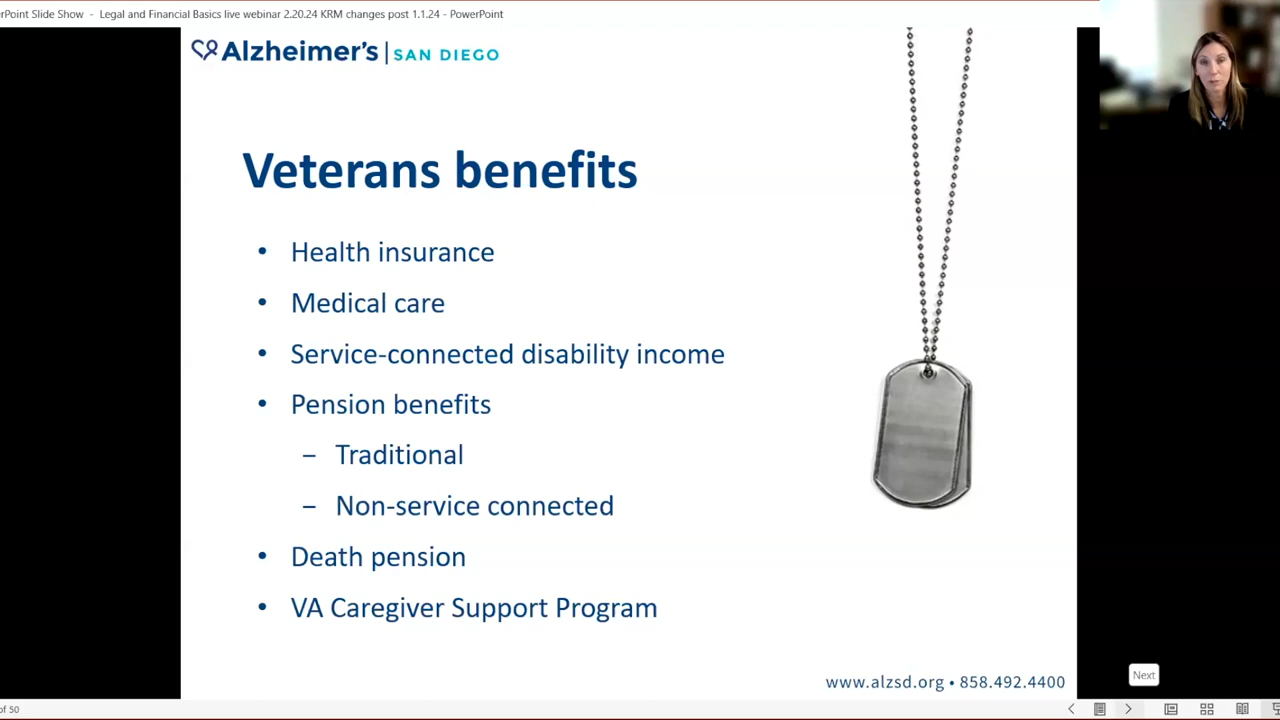 rPoint Slide Show - Legal and Financial Basics live webinar 2.20.24 KRM changes post 1.1.24 - PowerPoint
Alzheimer's | SAN DIEGO
Veterans benefits
• Health insurance
• Medical care
• Service-connected disability income
• Pension benefits
– Traditional
– Non-service connected
• Death pension
• VA Caregiver Support Program
Next
www.alzsd.org • 858.492.4400
of 50